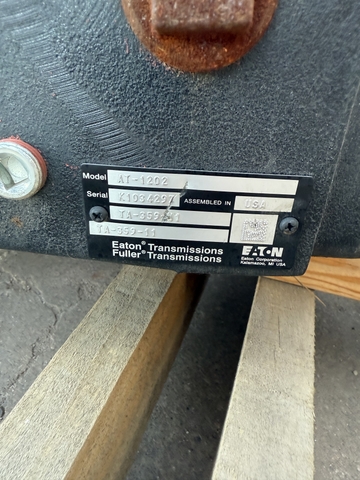 Model AT-1202
Serial K1034297 ASSEMBLED IN USA
TA-359-11
TA-359-11
Eaton® Transmissions
Fuller® Transmissions
EATON
Eaton Corporation
Kalamazoo, MI USA